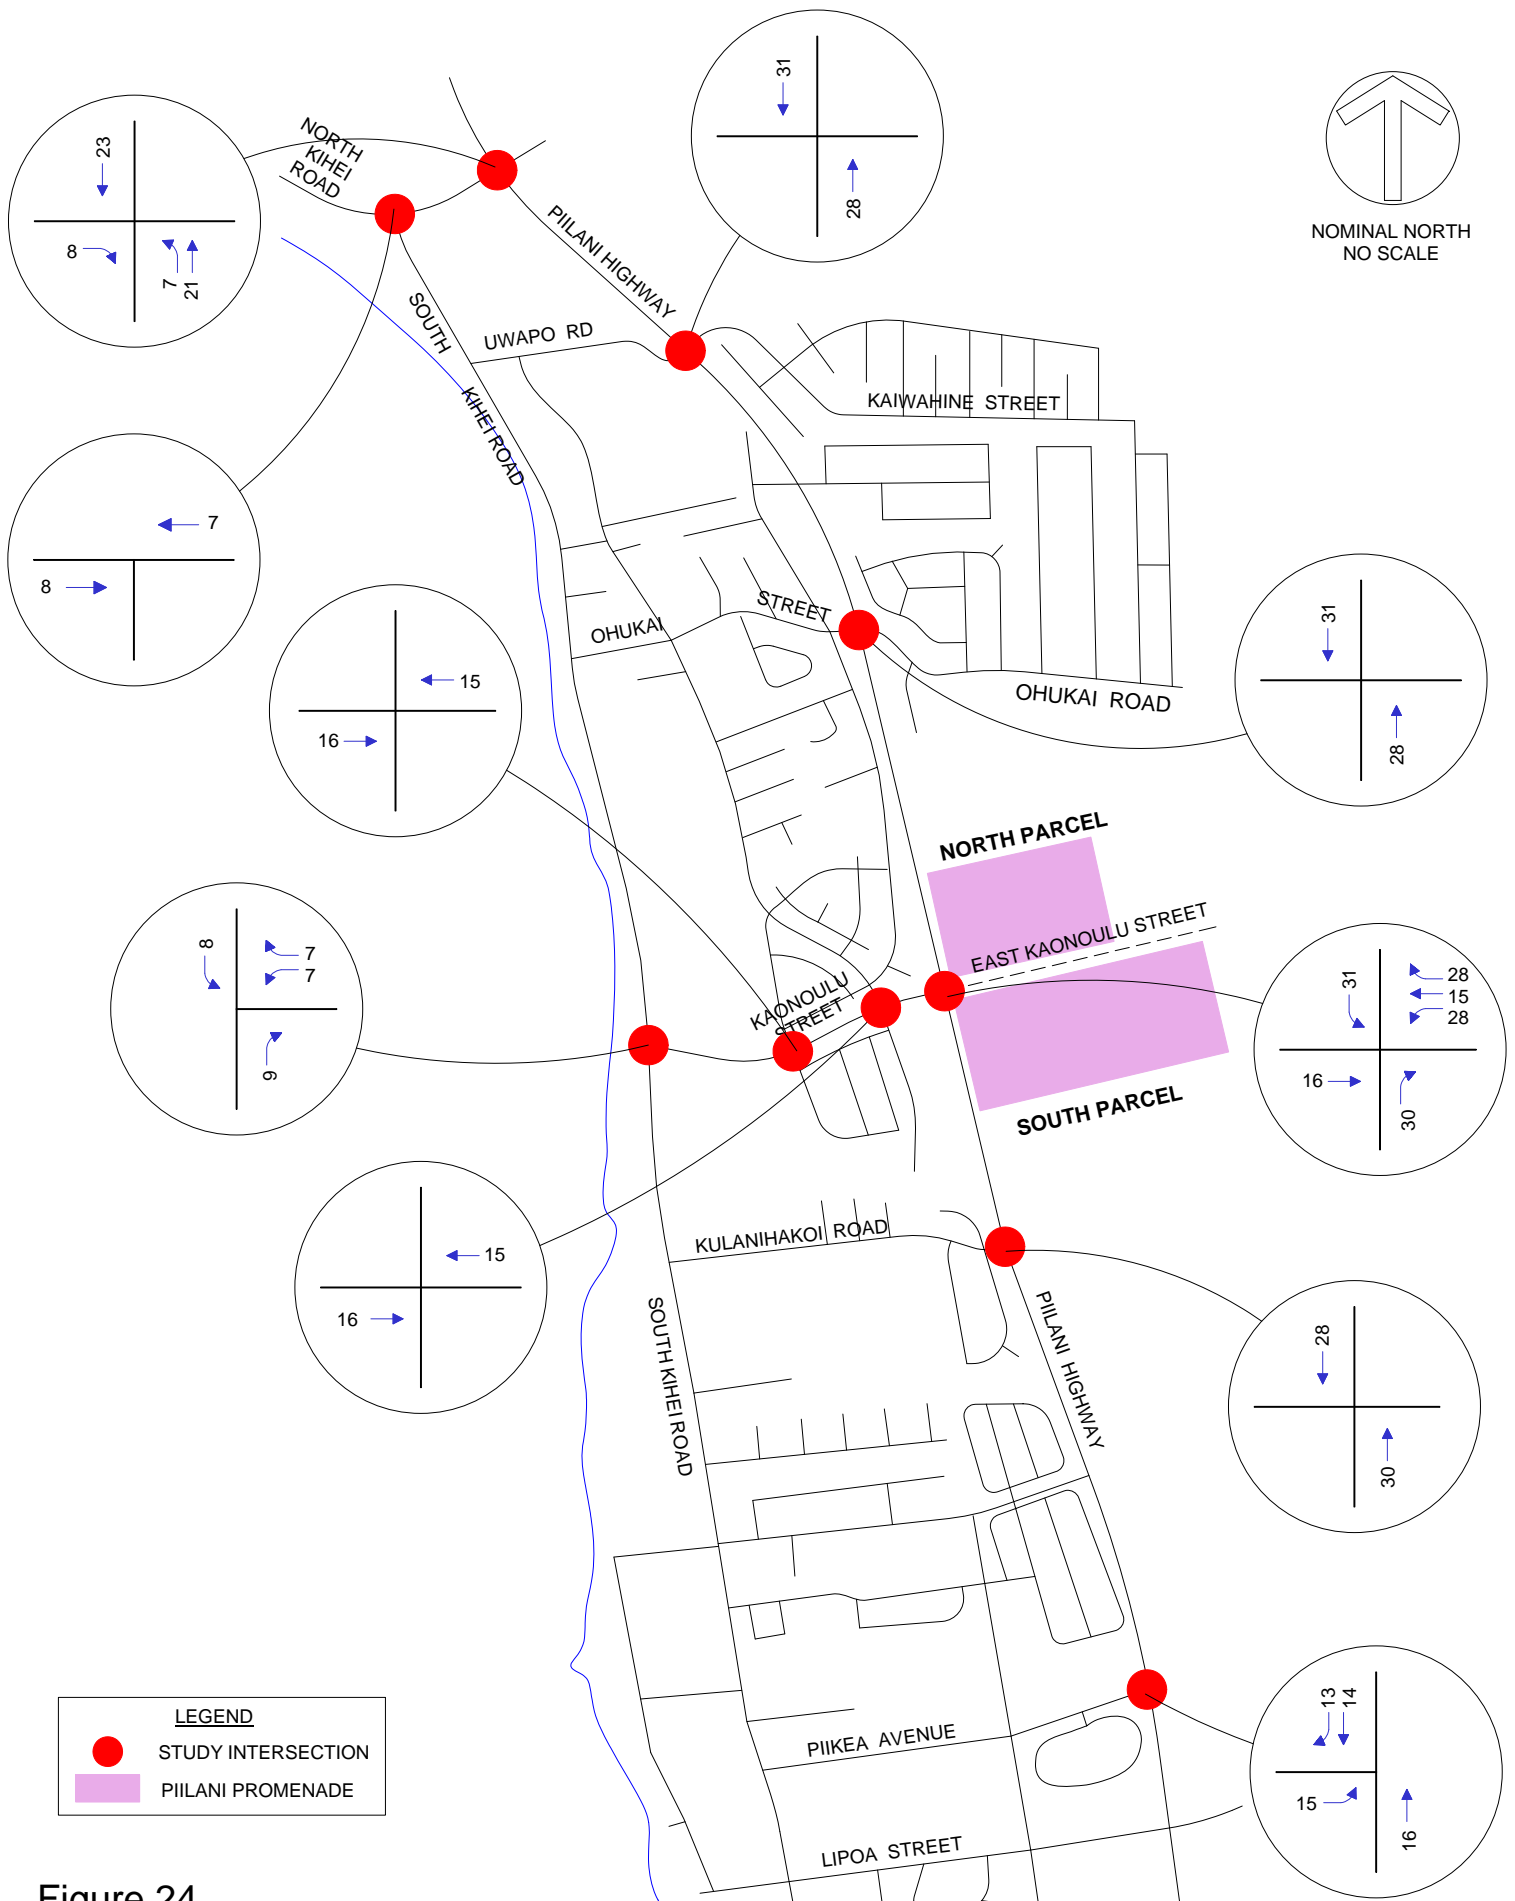 31
28
23
8
7
21
NORTH
KIHEI
ROAD
PIILANI HIGHWAY
NOMINAL NORTH
NO SCALE
SOUTH
KIHEI ROAD
UWAPO RD
KAIWAHINE STREET
7
8
15
16
OHUKAI
STREET
OHUKAI ROAD
31
28
NORTH PARCEL
EAST KAONOULU STREET
SOUTH PARCEL
KAONOULU
STREET
8
7
7
9
31
28
15
28
16
30
15
16
KULANIHAKOI ROAD
SOUTH KIHEI ROAD
PIILANI HIGHWAY
28
30
PIIKEA AVENUE
LIPOA STREET
13
14
15
16
LEGEND
STUDY INTERSECTION
PIILANI PROMENADE
Figure 24